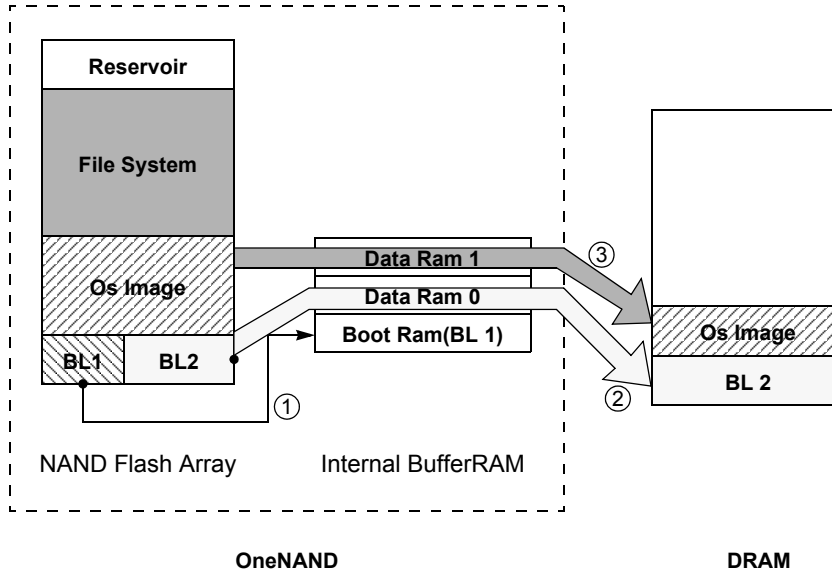 Reservoir
File System
Os Image
BL1
BL2
Data Ram 1
Data Ram 0
Boot Ram(BL 1)
①
②
③
Os Image
BL 2
NAND Flash Array
Internal BufferRAM
OneNAND
DRAM